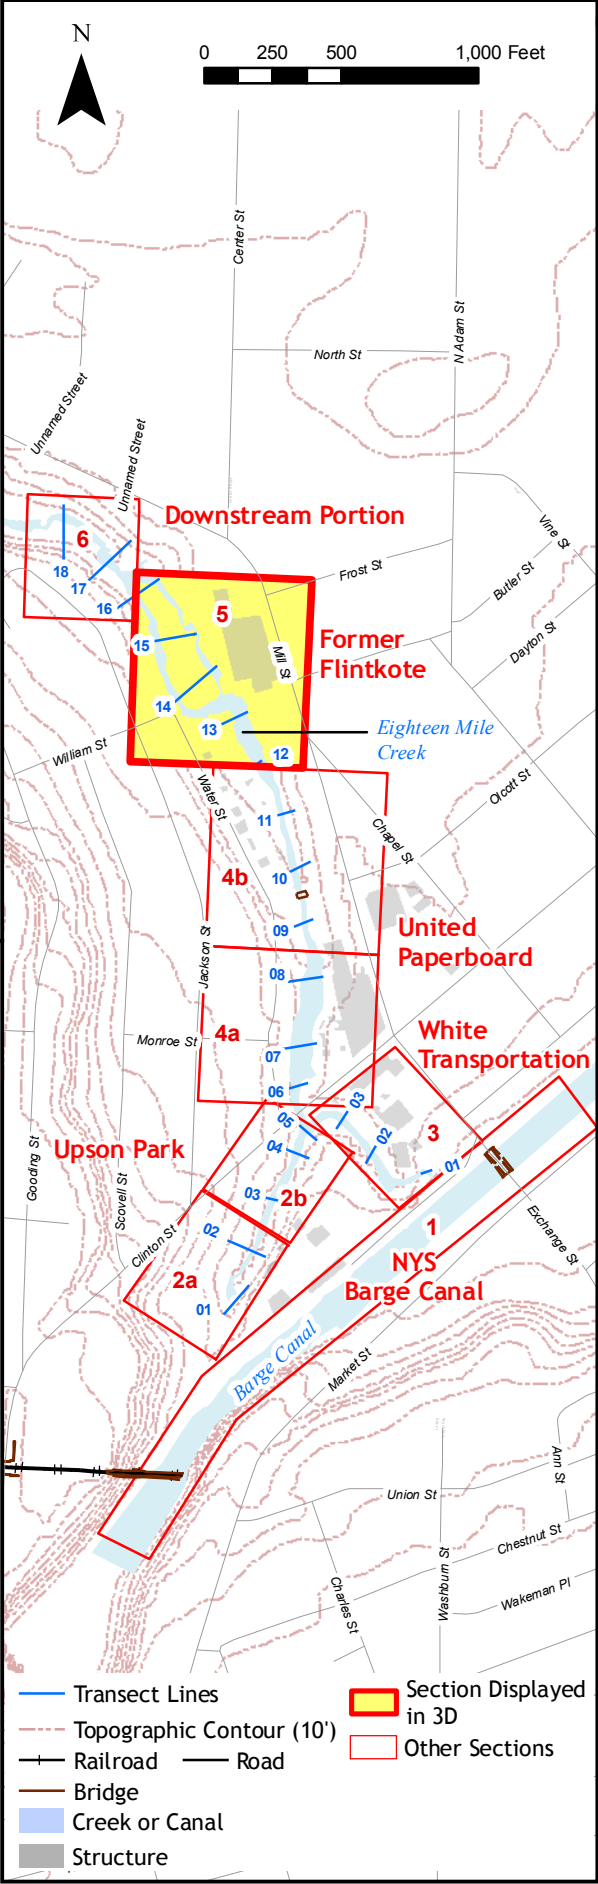 N
0 250 500 1,000 Feet
Center St
N Adam St
North St
Unnamed Street
Unnamed Street
Downstream Portion
Vine St
6
18
17
16
Frost St
Butler St
5
Former
Flintkote
Dayton St
15
Mill St
14
13
Eighteen Mile
Creek
William St
12
Water St
Olcott St
11
Chapel St
10
4b
09
United
Paperboard
Jackson St
08
4a
Monroe St
White
Transportation
07
06
05
03
04
02
3
01
Upson Park
Gooding St
Scovell St
03
2b
Clinton St
02
1
Exchange St
2a
NYS
Barge Canal
01
Barge Canal
Market St
Ann St
Union St
Chestnut St
Washburn St
Charles St
Wakeman Pl
Transect Lines
Section Displayed
in 3D
Topographic Contour (10')
Other Sections
Railroad Road
Bridge
Creek or Canal
Structure